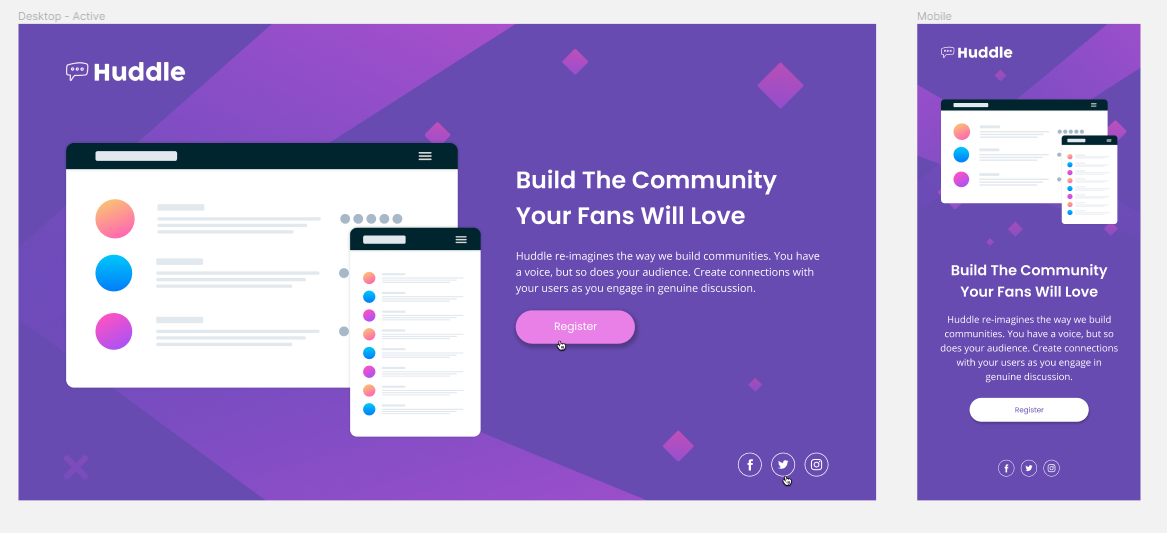 Desktop - Active
Huddle
Build The Community
Your Fans Will Love
Huddle re-imagines the way we build communities. You have
a voice, but so does your audience. Create connections with
your users as you engage in genuine discussion.
Register
Mobile
Huddle
Build The Community
Your Fans Will Love
Huddle re-imagines the way we build
communities. You have a voice, but so
does your audience. Create connections
with your users as you engage in
genuine discussion.
Register